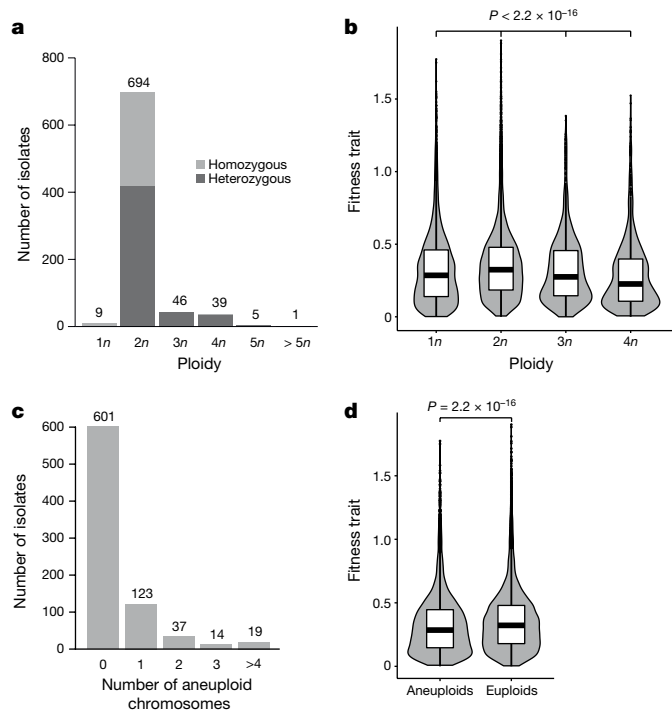 a
800
600
400
200
0
Number of isolates
694
9
46
39
5
1
Homozygous
Heterozygous
1n
2n
3n
4n
5n
> 5n
Ploidy
b
P < 2.2 × 10⁻¹⁶
1.5
1.0
0.5
0
Fitness trait
1n
2n
3n
4n
Ploidy
c
600
500
400
300
200
100
0
Number of isolates
601
123
37
14
19
0
1
2
3
>4
Number of aneuploid
chromosomes
d
P = 2.2 × 10⁻¹⁶
1.5
1.0
0.5
0
Fitness trait
Aneuploids
Euploids